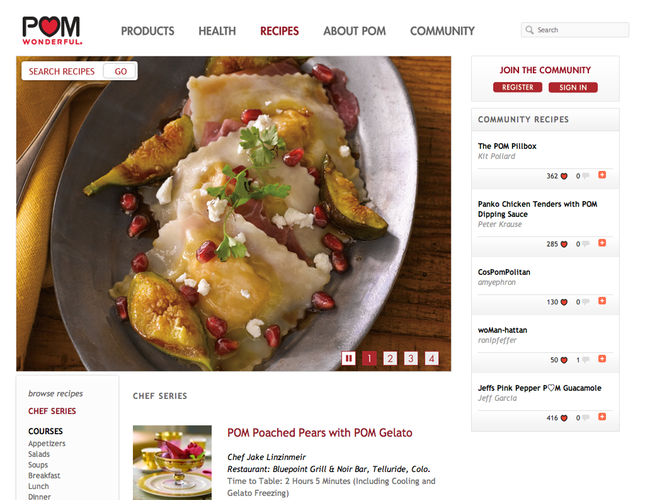 POM
WONDERFUL.
PRODUCTS HEALTH RECIPES ABOUT POM COMMUNITY
Search
SEARCH RECIPES GO
1 2 3 4
JOIN THE COMMUNITY
REGISTER SIGN IN
COMMUNITY RECIPES
The POM Pillbox
Kit Pollard
362 0
Panko Chicken Tenders with POM
Dipping Sauce
Peter Krause
285 0
CosPomPolitan
amyephron
130 0
woMan-hattan
ronipfeffer
50 1
Jeffs Pink Pepper P♡M Guacamole
Jeff Garcia
416 0
browse recipes
CHEF SERIES
COURSES
Appetizers
Salads
Soups
Breakfast
Lunch
Dinner
CHEF SERIES
POM Poached Pears with POM Gelato
Chef Jake Linzinmeir
Restaurant: Bluepoint Grill & Noir Bar, Telluride, Colo.
Time to Table: 2 Hours 5 Minutes (Including Cooling and
Gelato Freezing)